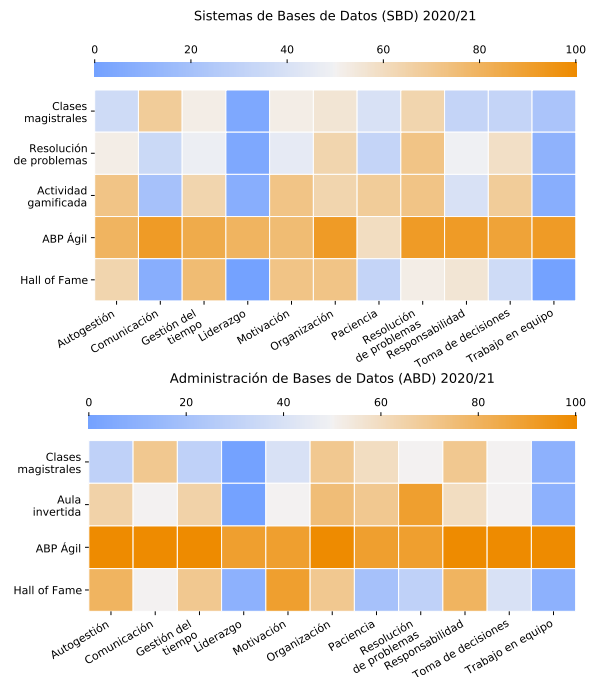 Sistemas de Bases de Datos (SBD) 2020/21
0 20 40 60 80 100
Clases
magistrales
Resolución
de problemas
Actividad
gamificada
ABP Ágil
Hall of Fame
Autogestión
Comunicación
Gestión del
tiempo
Liderazgo
Motivación
Organización
Paciencia
Resolución
de problemas
Responsabilidad
Toma de decisiones
Trabajo en equipo
Administración de Bases de Datos (ABD) 2020/21
0 20 40 60 80 100
Clases
magistrales
Aula
invertida
ABP Ágil
Hall of Fame
Autogestión
Comunicación
Gestión del
tiempo
Liderazgo
Motivación
Organización
Paciencia
Resolución
de problemas
Responsabilidad
Toma de decisiones
Trabajo en equipo